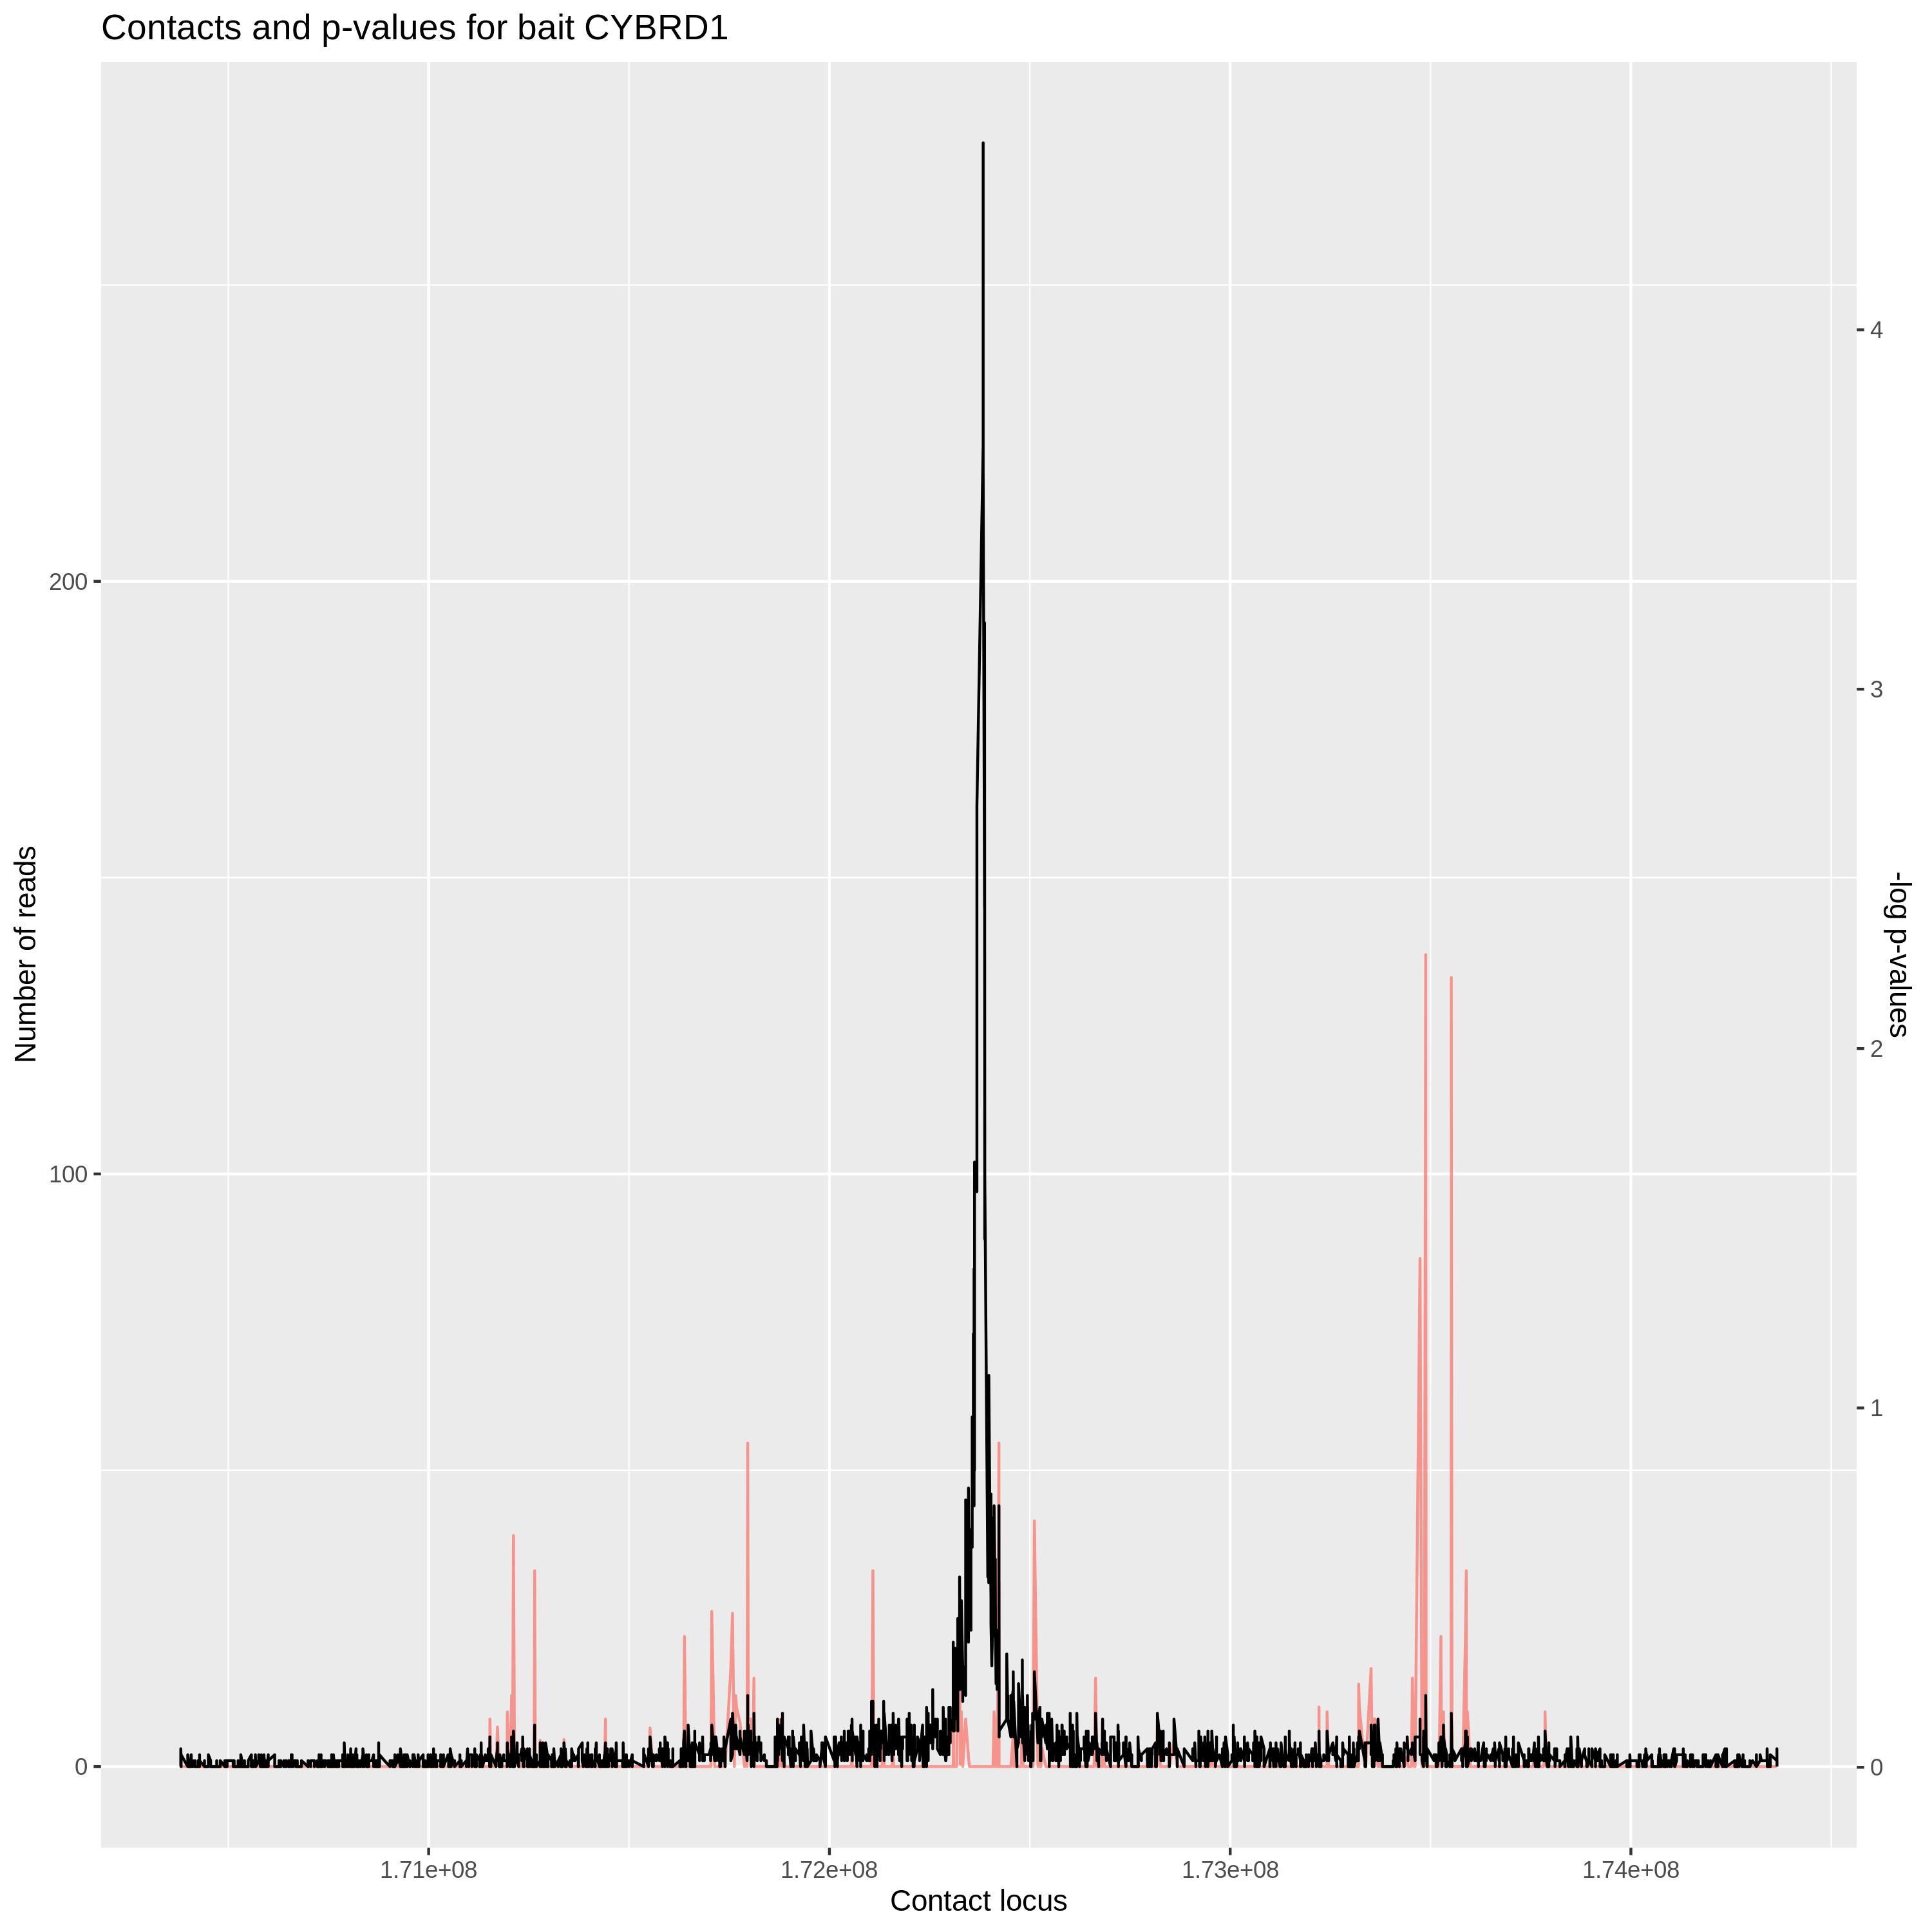 Contacts and p-values for bait CYBRD1
Number of reads
200
100
0
4
3
2
1
0
-log p-values
1.71e+08 1.72e+08 1.73e+08 1.74e+08
Contact locus